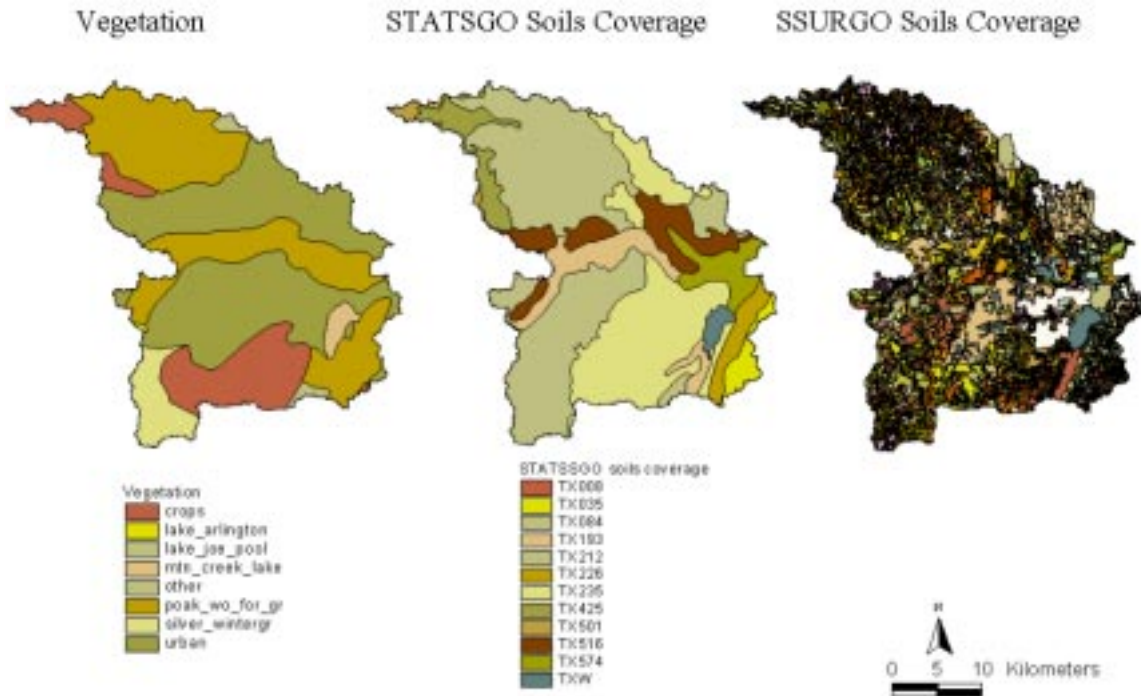 Vegetation
STATSGO Soils Coverage
SSURGO Soils Coverage
Vegetation
crops
lake_arlington
lake_joe_pool
mtn_creek_lake
other
poak_wo_for_gr
silver_wintergr
urban
STATSSGO soils coverage
TX008
TX035
TX084
TX193
TX212
TX226
TX235
TX425
TX501
TX516
TX574
TXW
N
0 5 10 Kilometers